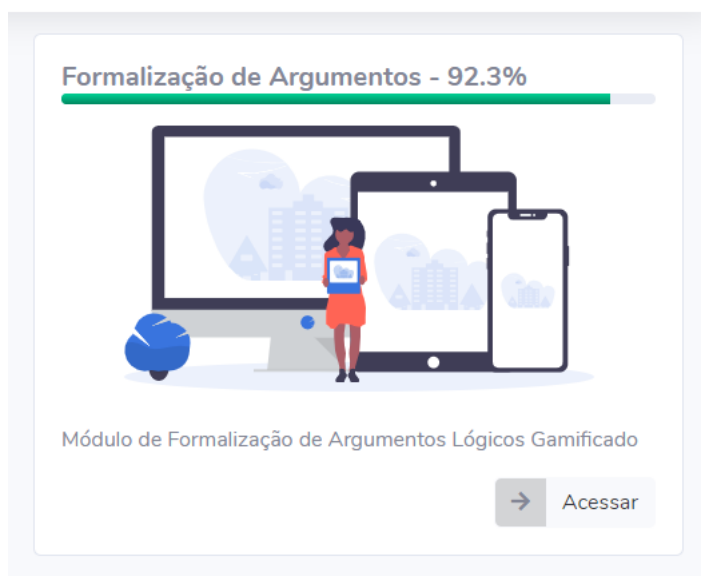 Formalização de Argumentos - 92.3%
Módulo de Formalização de Argumentos Lógicos Gamificado
Acessar